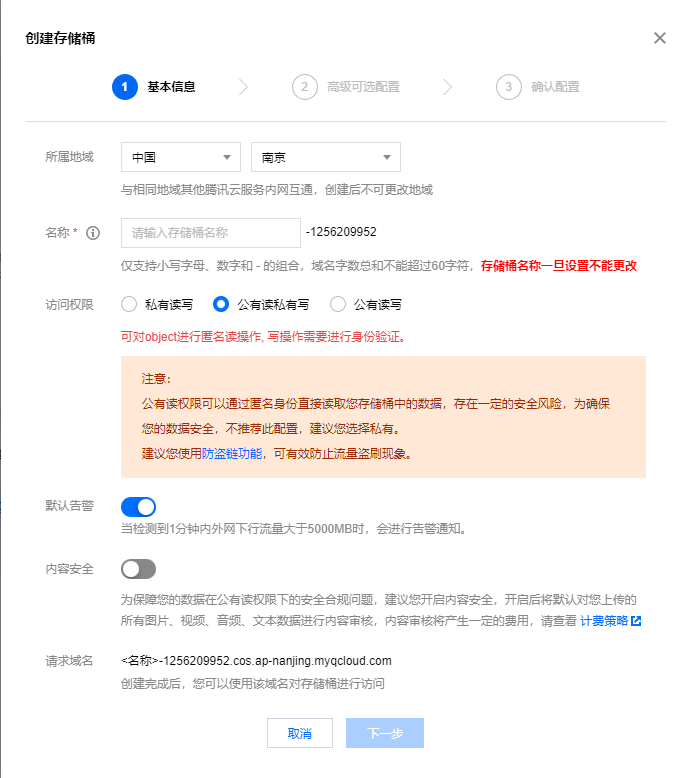 创建存储桶
1 基本信息 2 高级可选配置 3 确认配置
所属地域 中国 南京
与相同地域其他腾讯云服务内网互通，创建后不可更改地域
名称 * 请输入存储桶名称 -1256209952
仅支持小写字母、数字和 - 的组合，域名字数总和不能超过60字符，存储桶名称一旦设置不能更改
访问权限 私有读写 公有读私有写 公有读写
可对object进行匿名读操作, 写操作需要进行身份验证。
注意：
公有读权限可以通过匿名身份直接读取您存储桶中的数据，存在一定的安全风险，为确保
您的数据安全，不推荐此配置，建议您选择私有。
建议您使用防盗链功能，可有效防止流量盗刷现象。
默认告警
当检测到1分钟内外网下行流量大于5000MB时，会进行告警通知。
内容安全
为保障您的数据在公有读权限下的安全合规问题，建议您开启内容安全，开启后将默认对您上传的
所有图片、视频、音频、文本数据进行内容审核，内容审核将产生一定的费用，请查看 计费策略
请求域名 <名称>-1256209952.cos.ap-nanjing.myqcloud.com
创建完成后，您可以使用该域名对存储桶进行访问
取消 下一步